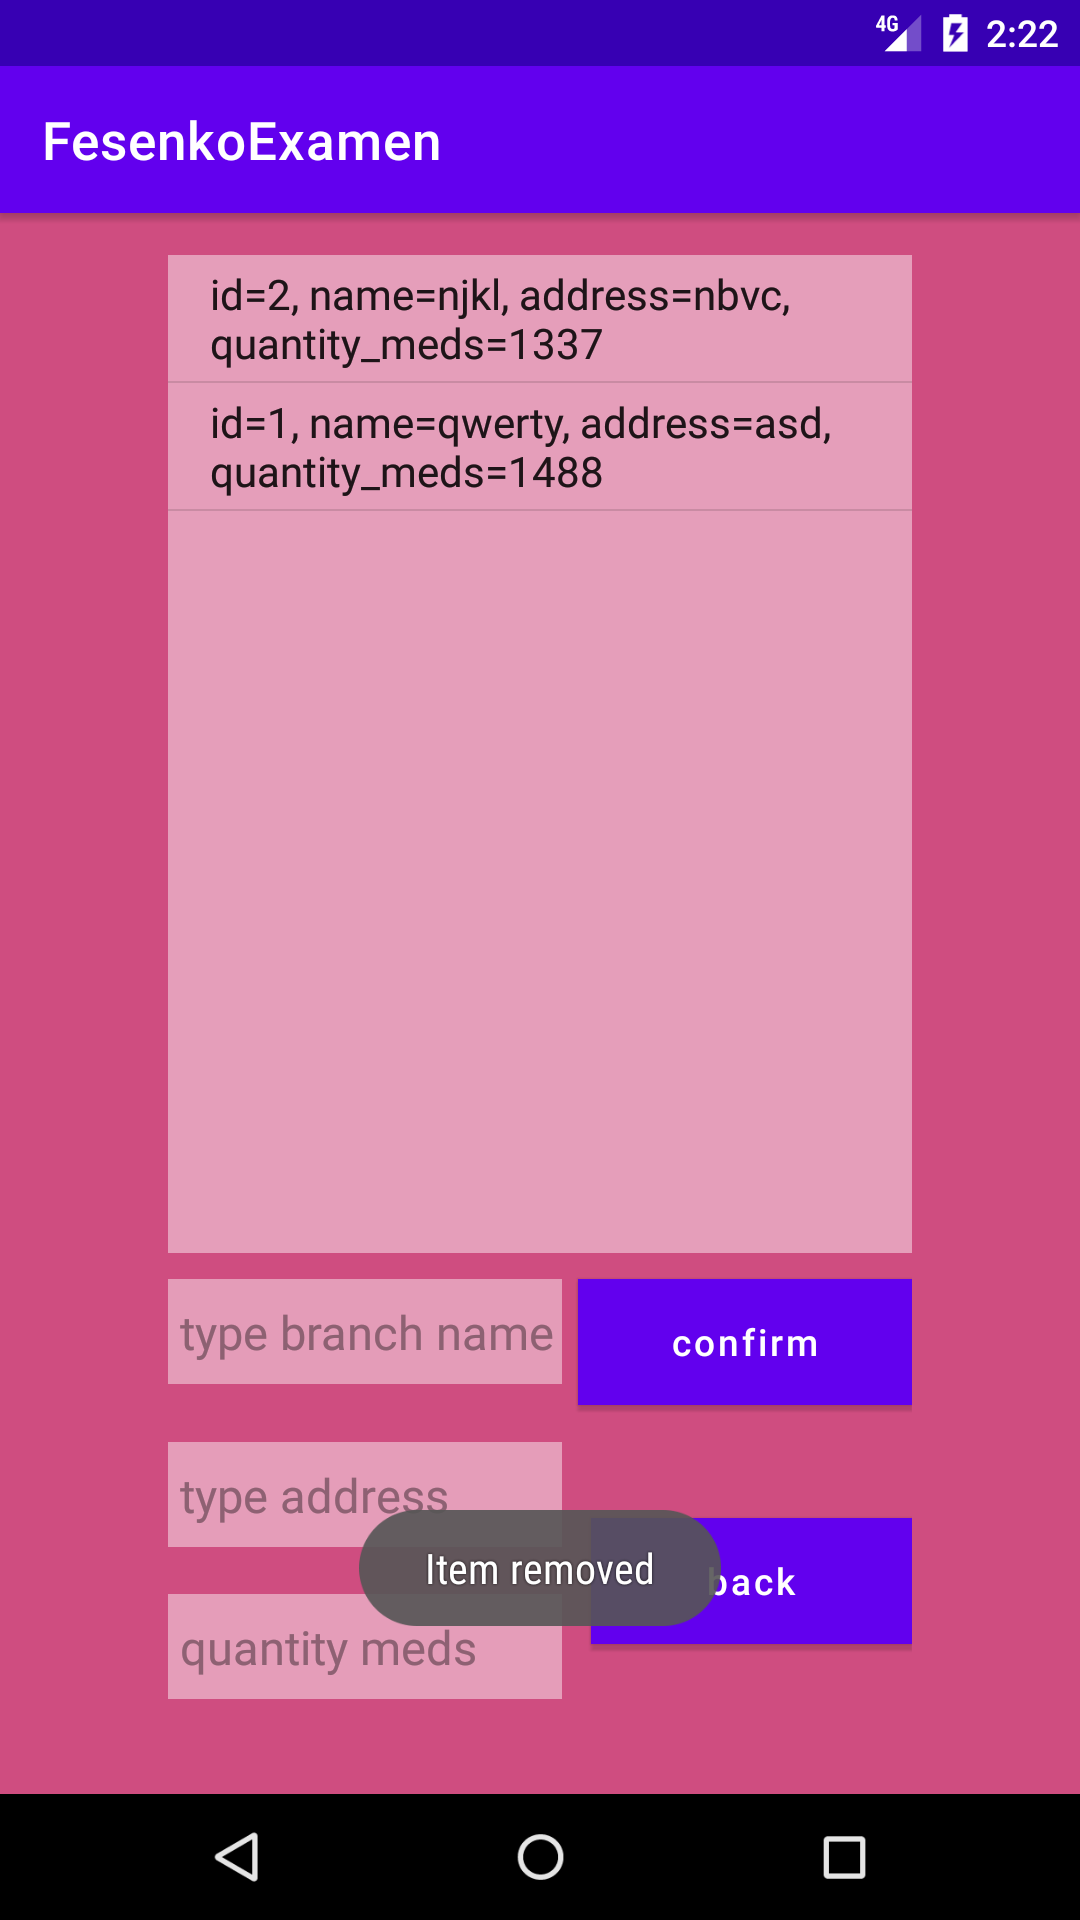 4G 2:22
FesenkoExamen
id=2, name=njkl, address=nbvc,
quantity_meds=1337
id=1, name=qwerty, address=asd,
quantity_meds=1488
type branch name
confirm
type address
Item removed
back
quantity meds